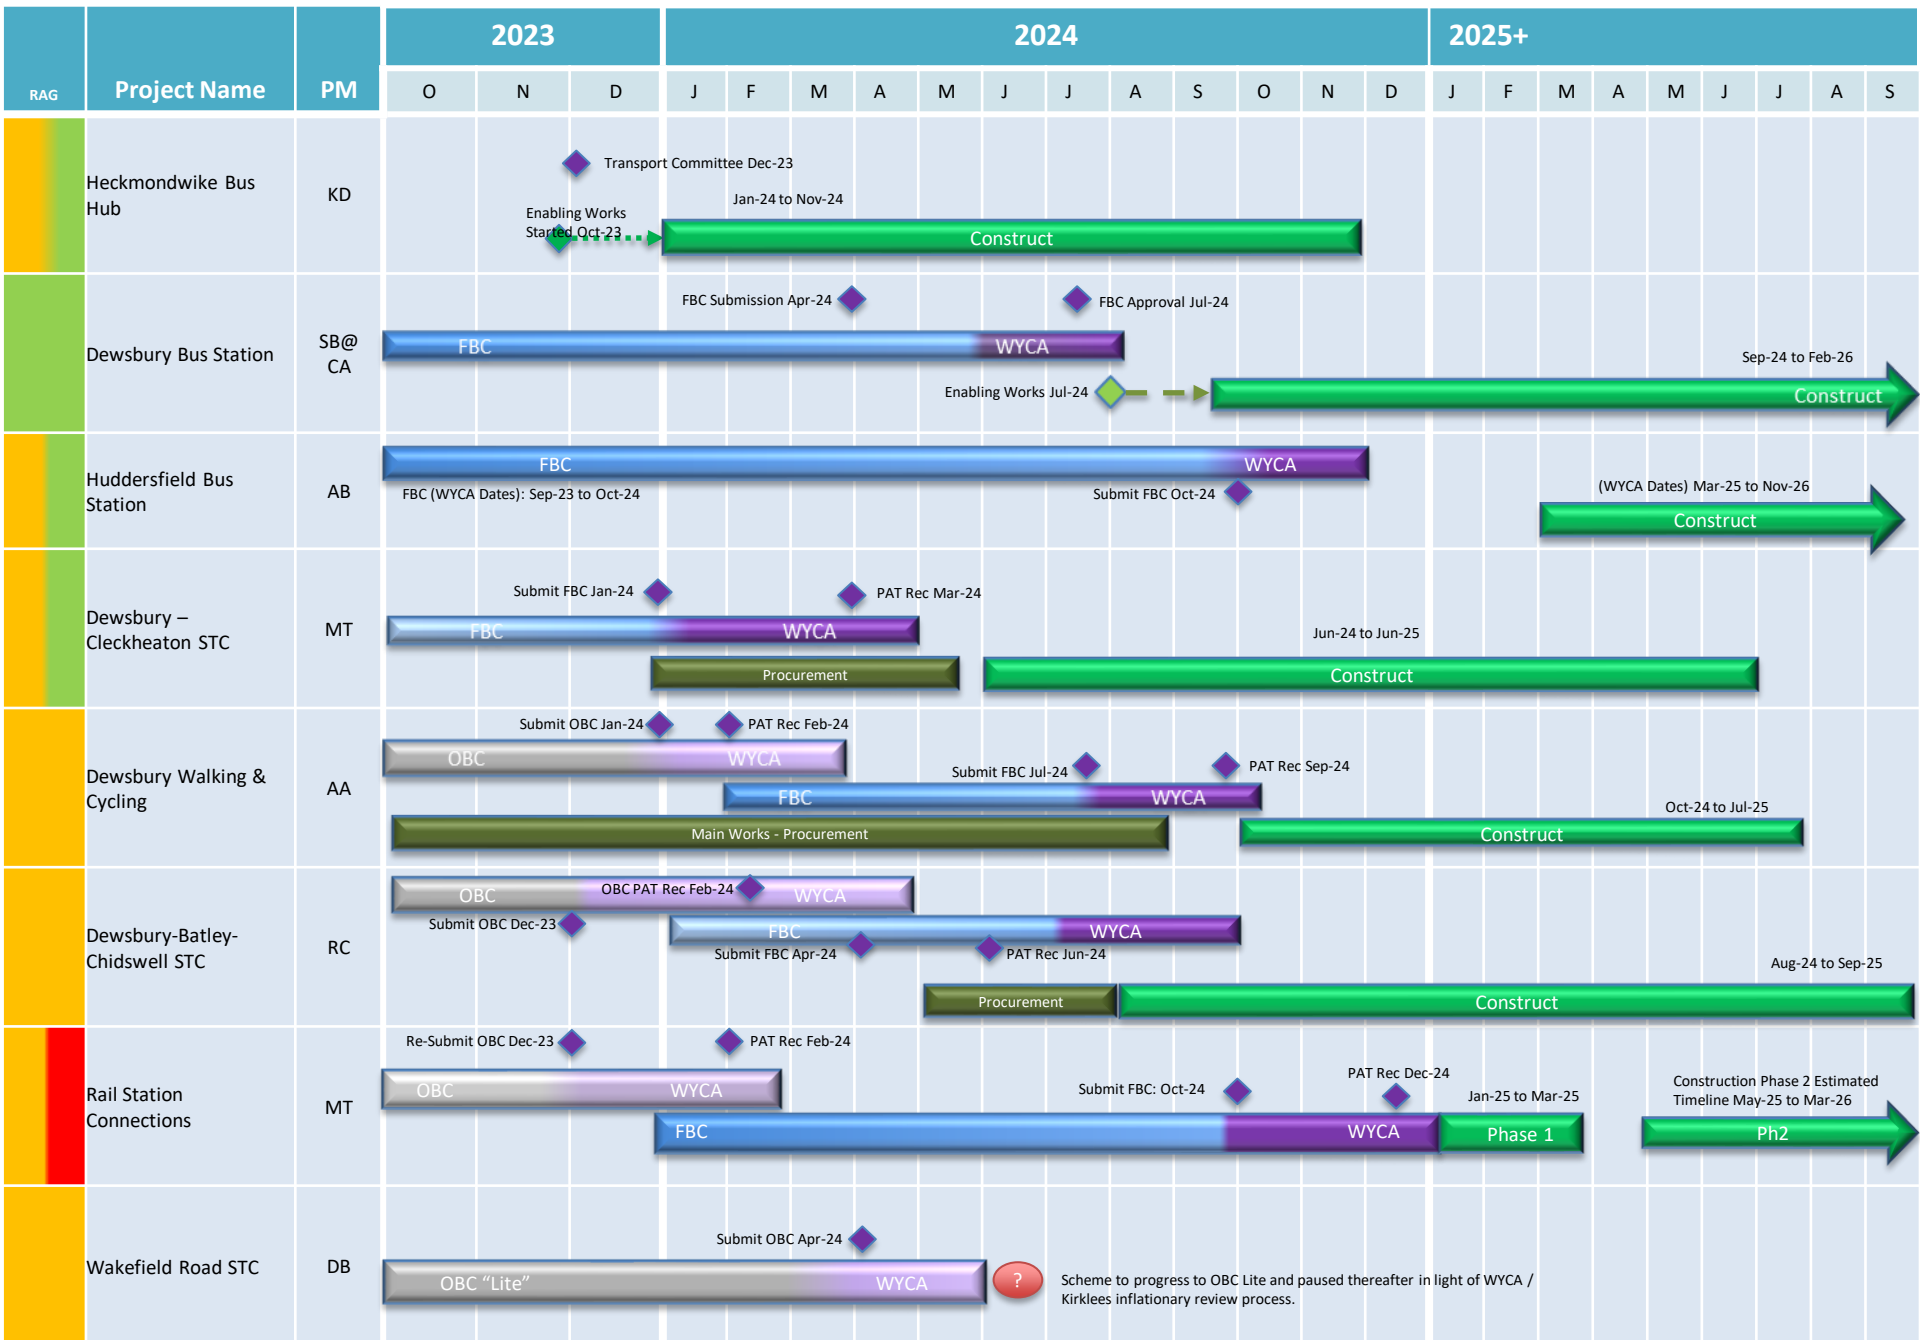 2023 2024 2025+
RAG Project Name PM O N D J F M A M J J A S O N D J F M A M J J A S
Transport Committee Dec-23
Heckmondwike Bus
Hub
KD
Jan-24 to Nov-24
Enabling Works
Started Oct-23
Construct
FBC Submission Apr-24
FBC Approval Jul-24
Dewsbury Bus Station
SB@
CA
FBC WYCA
Sep-24 to Feb-26
Enabling Works Jul-24
Construct
Huddersfield Bus
Station
AB
FBC WYCA
FBC (WYCA Dates): Sep-23 to Oct-24
Submit FBC Oct-24
(WYCA Dates) Mar-25 to Nov-26
Construct
Submit FBC Jan-24
PAT Rec Mar-24
Dewsbury –
Cleckheaton STC
MT
FBC WYCA
Jun-24 to Jun-25
Procurement
Construct
Submit OBC Jan-24
PAT Rec Feb-24
Dewsbury Walking &
Cycling
AA
OBC WYCA
Submit FBC Jul-24
PAT Rec Sep-24
FBC WYCA
Oct-24 to Jul-25
Main Works - Procurement
Construct
OBC WYCA
OBC PAT Rec Feb-24
Submit OBC Dec-23
Dewsbury-Batley-
Chidswell STC
RC
FBC WYCA
Submit FBC Apr-24
PAT Rec Jun-24
Aug-24 to Sep-25
Procurement
Construct
Re-Submit OBC Dec-23
PAT Rec Feb-24
Rail Station
Connections
MT
OBC WYCA
Submit FBC: Oct-24
PAT Rec Dec-24
Jan-25 to Mar-25
Construction Phase 2 Estimated
Timeline May-25 to Mar-26
FBC WYCA
Phase 1
Ph2
Submit OBC Apr-24
Wakefield Road STC
DB
OBC “Lite” WYCA
?
Scheme to progress to OBC Lite and paused thereafter in light of WYCA /
Kirklees inflationary review process.